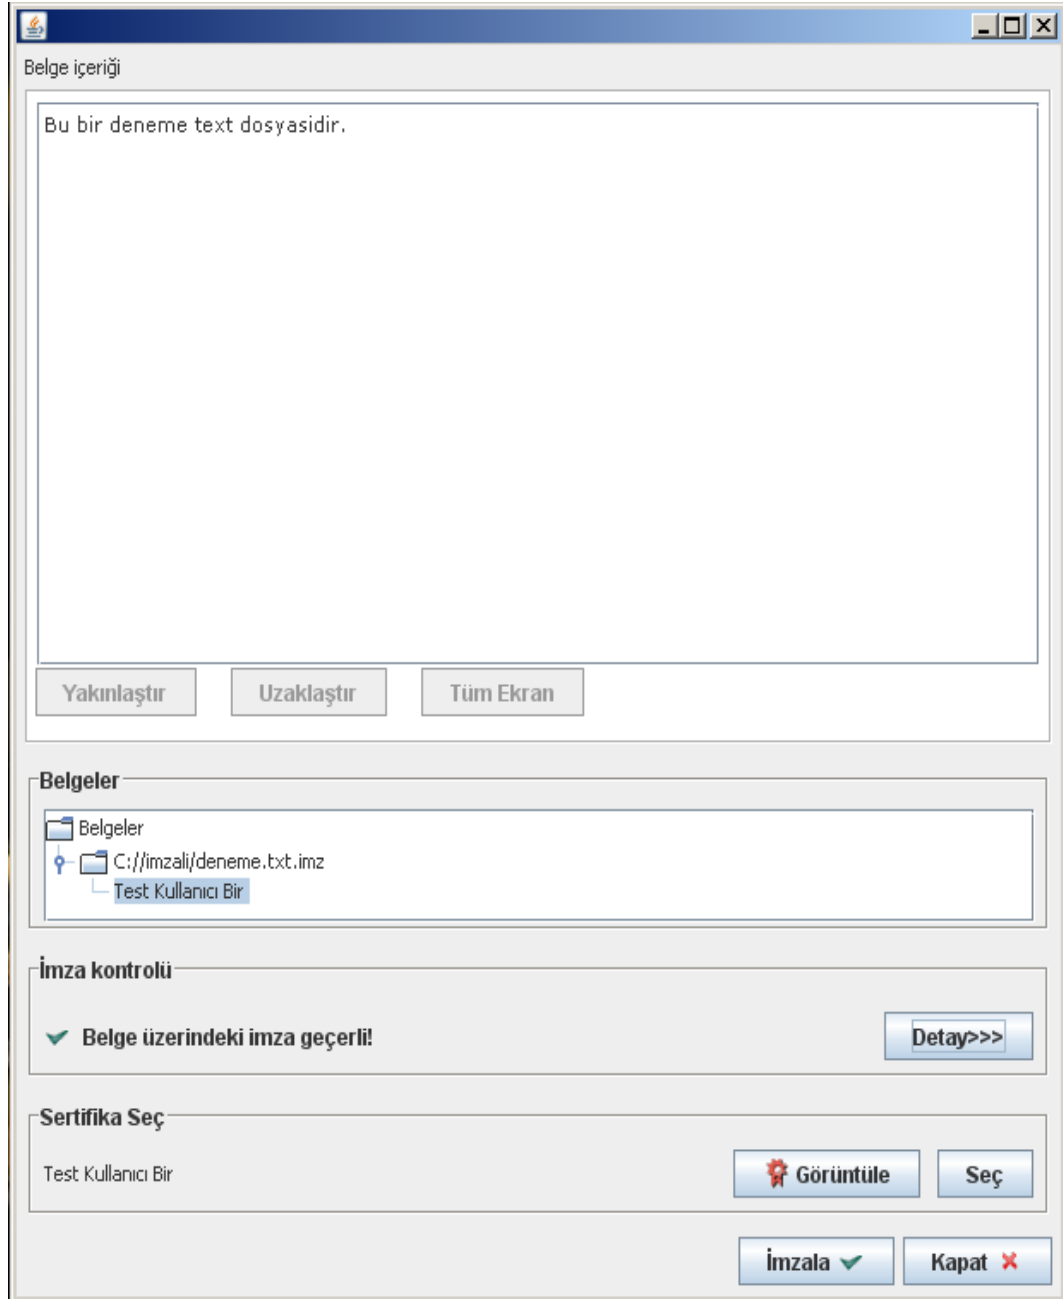 Belge içeriği
Bu bir deneme text dosyasidir.
Yakınlaştır Uzaklaştır Tüm Ekran
Belgeler
Belgeler
C://imzali/deneme.txt.imz
Test Kullanıcı Bir
İmza kontrolü
Belge üzerindeki imza geçerli! Detay>>>
Sertifika Seç
Test Kullanıcı Bir Görüntüle Seç
İmzala Kapat